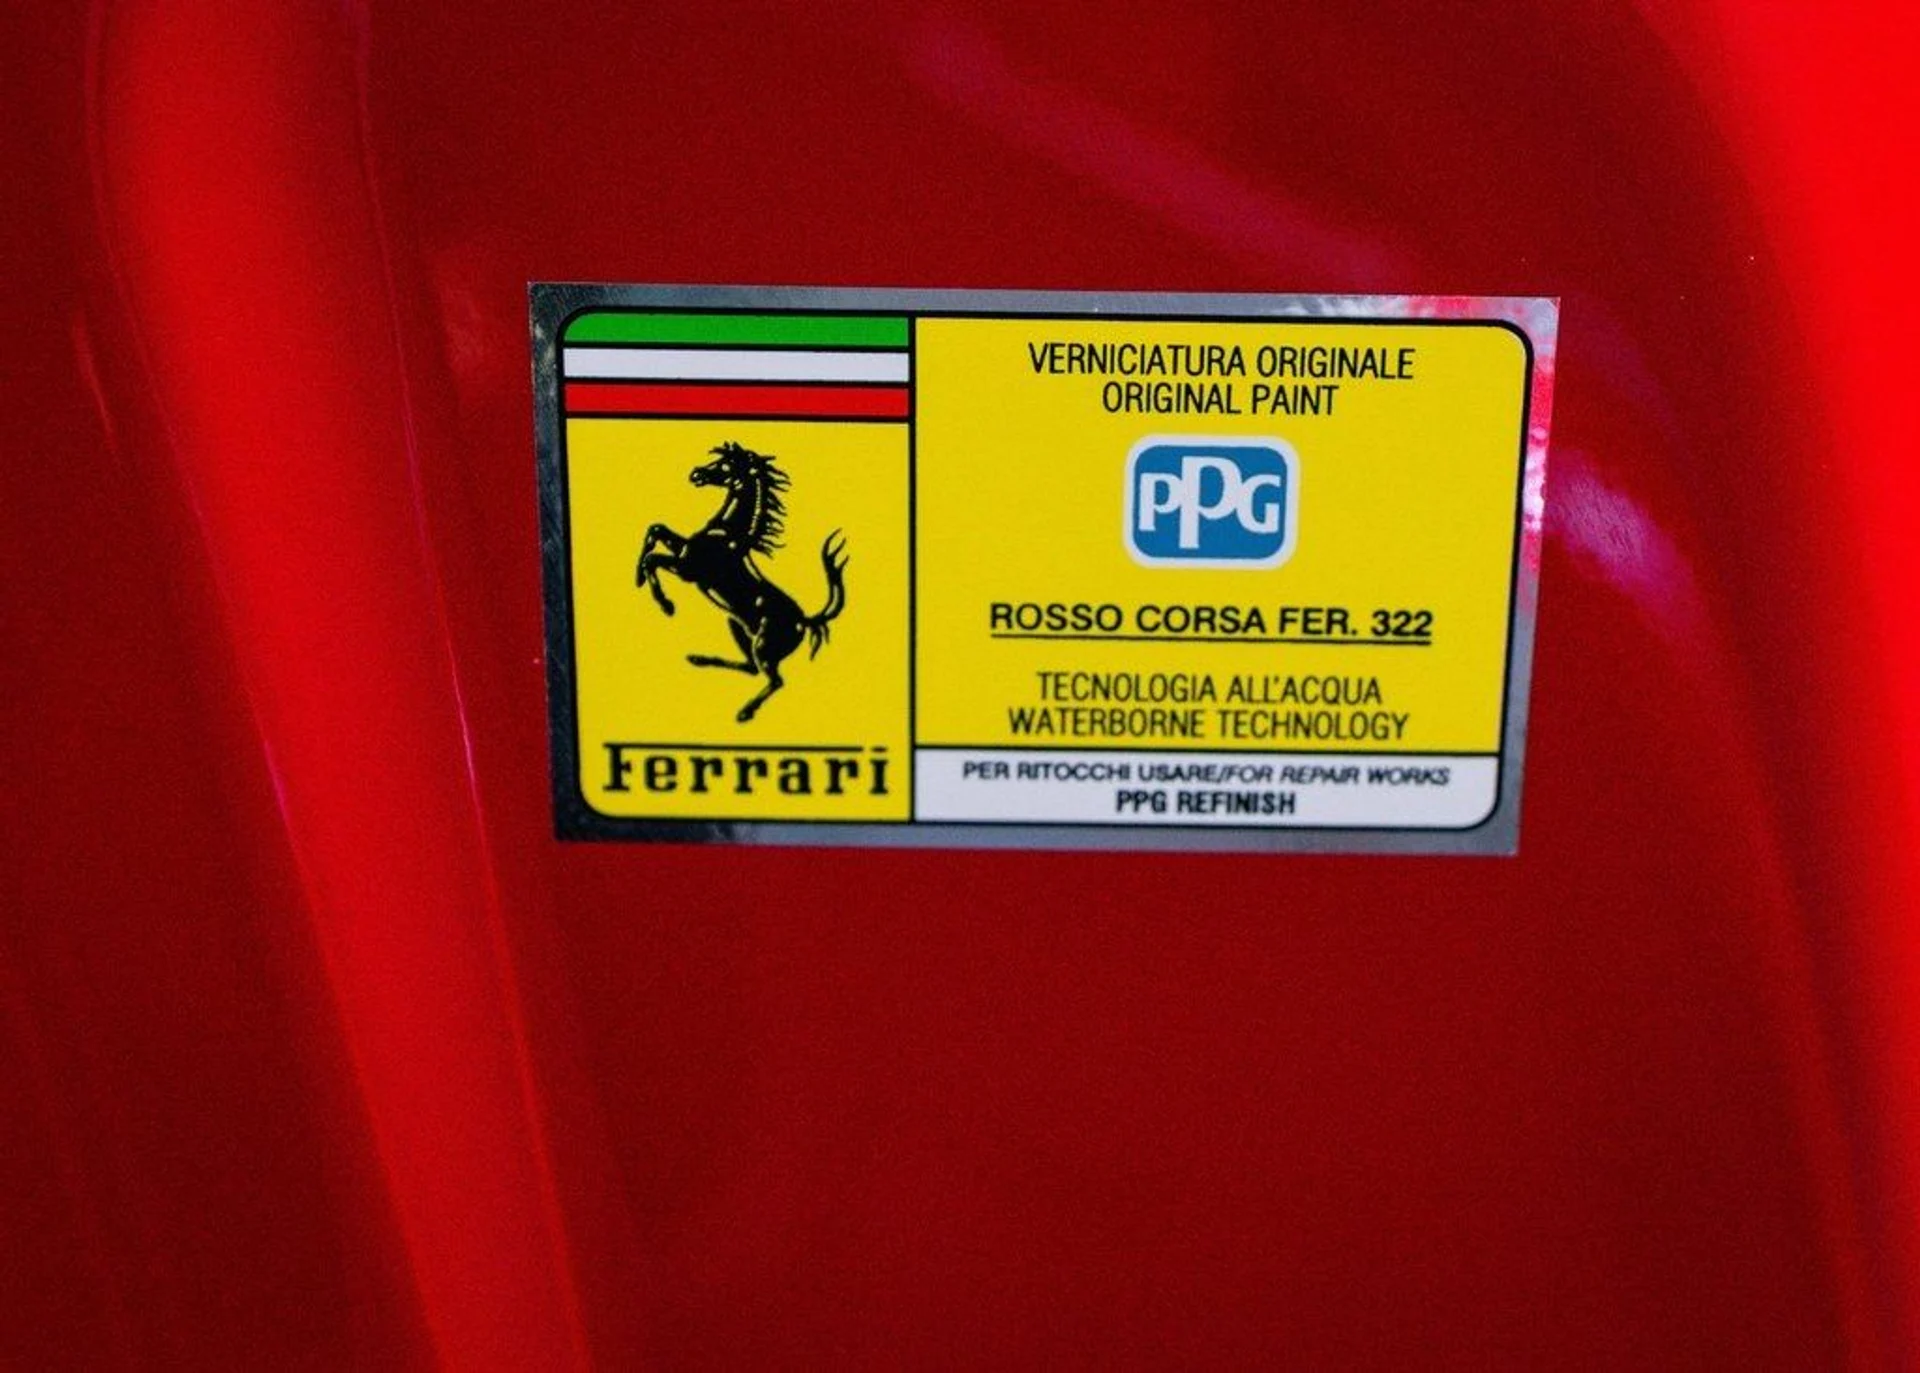 Ferrari
VERNICIATURA ORIGINALE
ORIGINAL PAINT
PPG
ROSSO CORSA FER. 322
TECNOLOGIA ALL'ACQUA
WATERBORNE TECHNOLOGY
PER RITOCCHI USARE/FOR REPAIR WORKS
PPG REFINISH